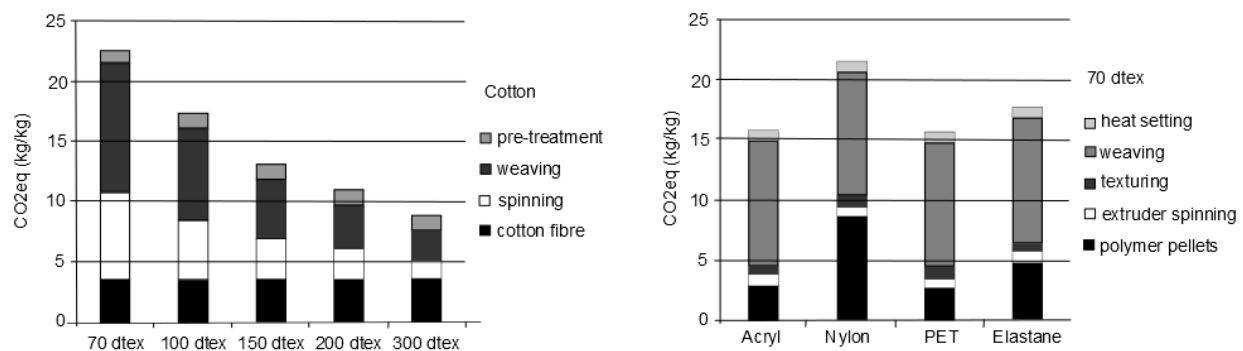 25
20
15
10
5
0
CO2eq (kg/kg)
70 dtex 100 dtex 150 dtex 200 dtex 300 dtex
Cotton
pre-treatment
weaving
spinning
cotton fibre
25
20
15
10
5
0
CO2eq (kg/kg)
Acryl Nylon PET Elastane
70 dtex
heat setting
weaving
texturing
extruder spinning
polymer pellets